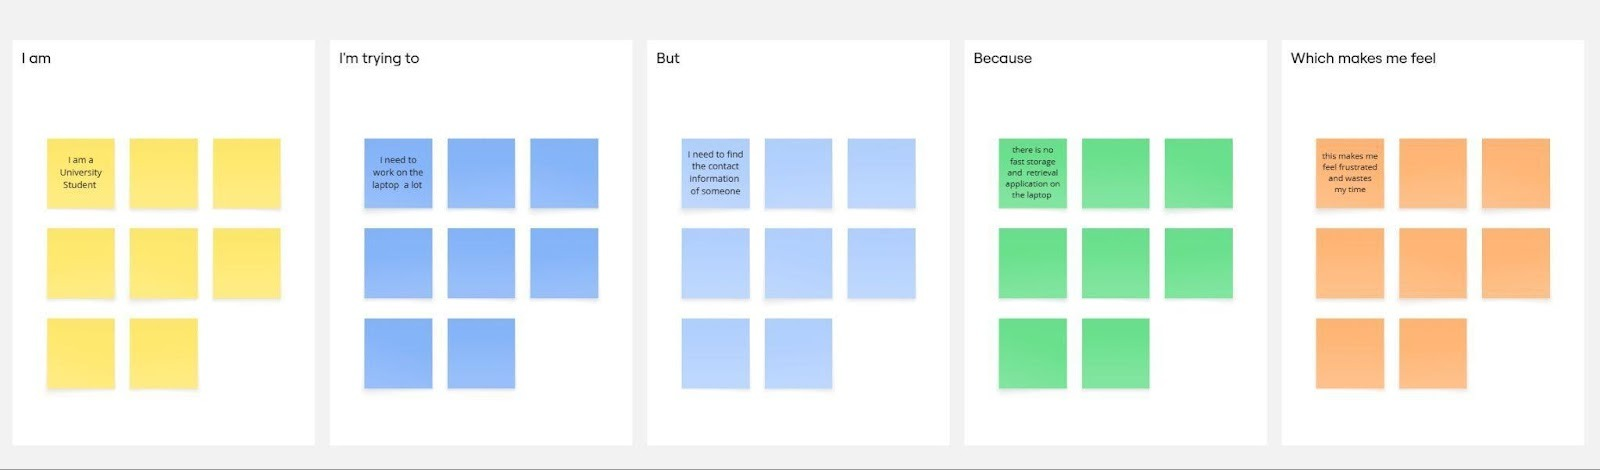 I am
I'm trying to
But
Because
Which makes me feel
I am a
University
Student
I need to
work on the
laptop a lot
I need to find
the contact
information
of someone
there is no
fast storage
and retrieval
application on
the laptop
this makes me
feel frustrated
and wastes
my time